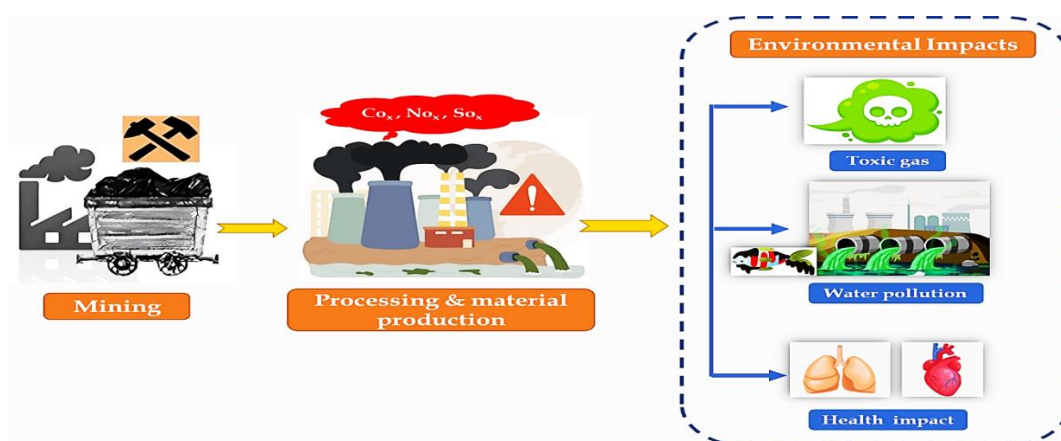 Environmental Impacts
Coₓ, Noₓ, Soₓ
Toxic gas
Mining
Processing & material
production
Water pollution
Health impact